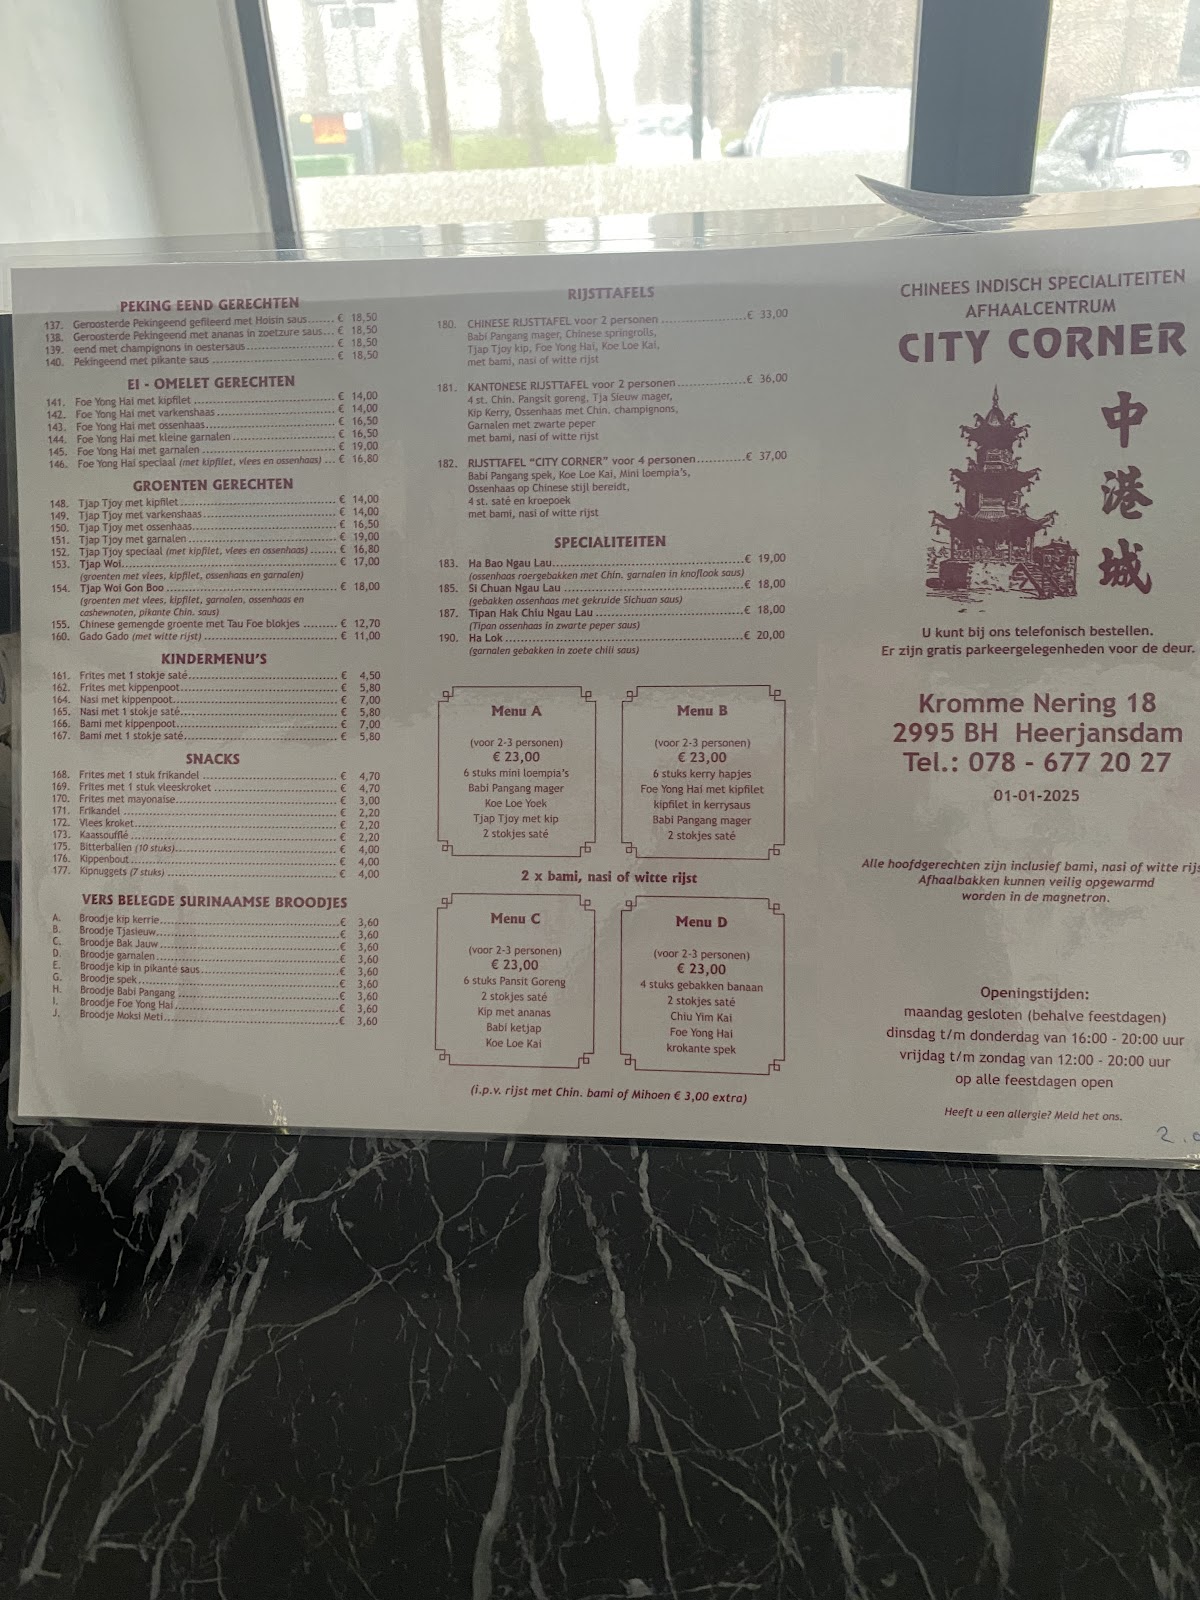 PEKING EEND GERECHTEN
137. Geroosterde Pekingeend gefileerd met Hoisin saus € 18,50
138. Geroosterde Pekingeend met ananas in zoetzure saus € 18,50
139. eend met champignons in oestersaus € 18,50
140. Pekingeend met pikante saus € 18,50
EI - OMELET GERECHTEN
141. Foe Yong Hai met kipfilet € 14,00
142. Foe Yong Hai met varkenshaas € 14,00
143. Foe Yong Hai met ossenhaas € 16,50
144. Foe Yong Hai met kleine garnalen € 16,50
145. Foe Yong Hai met garnalen € 19,00
146. Foe Yong Hai speciaal (met kipfilet, vlees en ossenhaas) € 16,80
GROENTEN GERECHTEN
148. Tjap Tjoy met kipfilet € 14,00
149. Tjap Tjoy met varkenshaas € 14,00
150. Tjap Tjoy met ossenhaas € 16,50
151. Tjap Tjoy met garnalen € 19,00
152. Tjap Tjoy speciaal (met kipfilet, vlees en ossenhaas) € 16,80
153. Tjap Woi € 17,00
(groenten met vlees, kipfilet, ossenhaas en garnalen)
154. Tjap Woi Gon Boo € 18,00
(groenten met vlees, kipfilet, garnalen, ossenhaas en
cashewnoten, pikante Chin. saus)
155. Chinese gemengde groente met Tau Foe blokjes € 12,70
160. Gado Gado (met witte rijst) € 11,00
KINDERMENU'S
161. Frites met 1 stokje saté € 4,50
162. Frites met kippenpoot € 5,80
164. Nasi met kippenpoot € 7,00
165. Nasi met 1 stokje saté € 5,80
166. Bami met kippenpoot € 7,00
167. Bami met 1 stokje saté € 5,80
SNACKS
168. Frites met 1 stuk frikandel € 4,70
169. Frites met 1 stuk vleeskroket € 4,70
170. Frites met mayonaise € 3,00
171. Frikandel € 2,20
172. Vlees kroket € 2,20
173. Kaassoufflé € 2,20
175. Bitterballen (10 stuks) € 4,00
176. Kippenbout € 4,00
177. Kipnuggets (7 stuks) € 4,00
VERS BELEGDE SURINAAMSE BROODJES
A. Broodje kip kerrie € 3,60
B. Broodje Tjasieuw € 3,60
C. Broodje Bak Jauw € 3,60
D. Broodje garnalen € 3,60
E. Broodje kip in pikante saus € 3,60
G. Broodje spek € 3,60
H. Broodje Babi Pangang € 3,60
I. Broodje Foe Yong Hai € 3,60
J. Broodje Moksi Meti € 3,60
RIJSTTAFELS
180. CHINESE RIJSTTAFEL voor 2 personen € 33,00
Babi Pangang mager, Chinese springrolls,
Tjap Tjoy kip, Foe Yong Hai, Koe Loe Kai,
met bami, nasi of witte rijst
181. KANTONESE RIJSTTAFEL voor 2 personen € 36,00
4 st. Chin. Pangsit goreng, Tja Sieuw mager,
Kip Kerry, Ossenhaas met Chin. champignons,
Garnalen met zwarte peper
met bami, nasi of witte rijst
182. RIJSTTAFEL "CITY CORNER" voor 4 personen € 37,00
Babi Pangang spek, Koe Loe Kai, Mini loempia's,
Ossenhaas op Chinese stijl bereidt,
4 st. saté en kroepoek
met bami, nasi of witte rijst
SPECIALITEITEN
183. Ha Bao Ngau Lau € 19,00
(ossenhaas roergebakken met Chin. garnalen in knoflook saus)
185. Si Chuan Ngau Lau € 18,00
(gebakken ossenhaas met gekruide Sichuan saus)
187. Tipan Hak Chiu Ngau Lau € 18,00
(Tipan ossenhaas in zwarte peper saus)
190. Ha Lok € 20,00
(garnalen gebakken in zoete chili saus)
Menu A
(voor 2-3 personen)
€ 23,00
6 stuks mini loempia's
Babi Pangang mager
Koe Loe Yoek
Tjap Tjoy met kip
2 stokjes saté
Menu B
(voor 2-3 personen)
€ 23,00
6 stuks kerry hapjes
Foe Yong Hai met kipfilet
kipfilet in kerrysaus
Babi Pangang mager
2 stokjes saté
2 x bami, nasi of witte rijst
Menu C
(voor 2-3 personen)
€ 23,00
6 stuks Pansit Goreng
2 stokjes saté
Kip met ananas
Babi ketjap
Koe Loe Kai
Menu D
(voor 2-3 personen)
€ 23,00
4 stuks gebakken banaan
2 stokjes saté
Chiu Yim Kai
Foe Yong Hai
krokante spek
(i.p.v. rijst met Chin. bami of Mihoen € 3,00 extra)
CHINEES INDISCH SPECIALITEITEN
AFHAALCENTRUM
CITY CORNER
中
港
城
U kunt bij ons telefonisch bestellen.
Er zijn gratis parkeergelegenheden voor de deur.
Kromme Nering 18
2995 BH Heerjansdam
Tel.: 078 - 677 20 27
01-01-2025
Alle hoofdgerechten zijn inclusief bami, nasi of witte rijs
Afhaalbakken kunnen veilig opgewarmd
worden in de magnetron.
Openingstijden:
maandag gesloten (behalve feestdagen)
dinsdag t/m donderdag van 16:00 - 20:00 uur
vrijdag t/m zondag van 12:00 - 20:00 uur
op alle feestdagen open
Heeft u een allergie? Meld het ons.